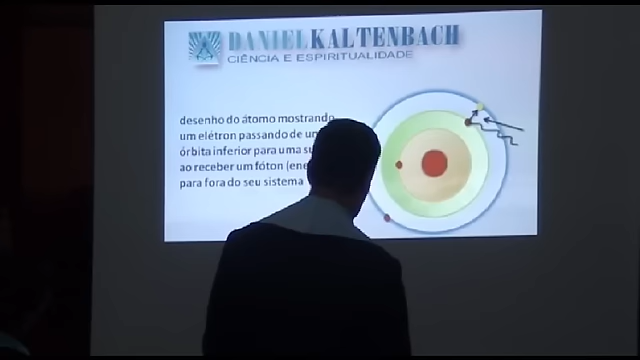 DANIEL KALTENBACH
CIÊNCIA E ESPIRITUALIDADE
desenho do átomo mostrando
um elétron passando de
órbita inferior para uma
ao receber um fóton
para fora do seu sistema